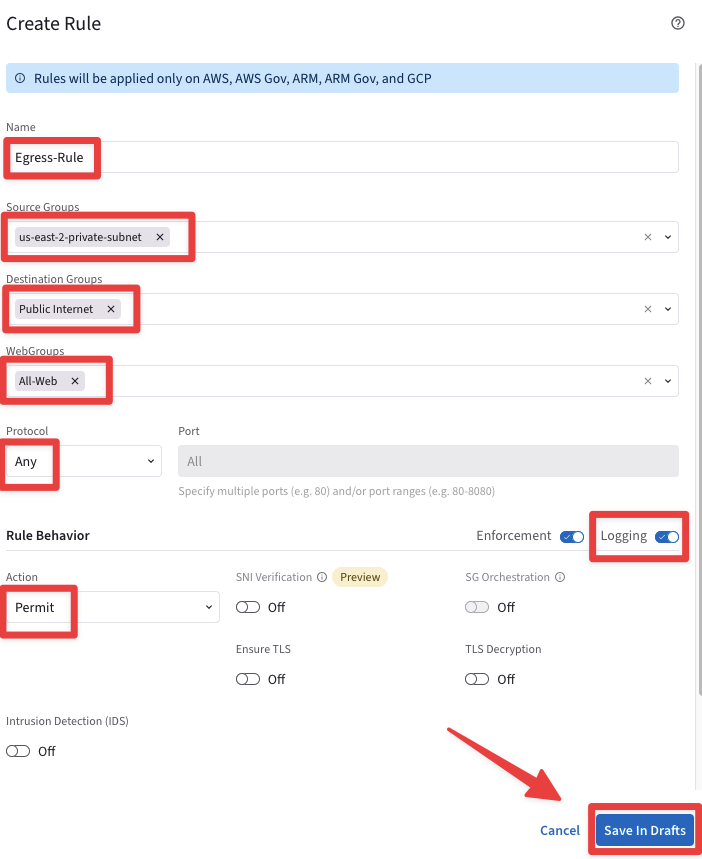 Create Rule
Rules will be applied only on AWS, AWS Gov, ARM, ARM Gov, and GCP
Name
Egress-Rule
Source Groups
us-east-2-private-subnet
Destination Groups
Public Internet
WebGroups
All-Web
Protocol
Port
Any
All
Specify multiple ports (e.g. 80) and/or port ranges (e.g. 80-8080)
Rule Behavior
Enforcement
Logging
Action
SNI Verification
Preview
SG Orchestration
Permit
Off
Off
Ensure TLS
TLS Decryption
Off
Off
Intrusion Detection (IDS)
Off
Cancel
Save In Drafts